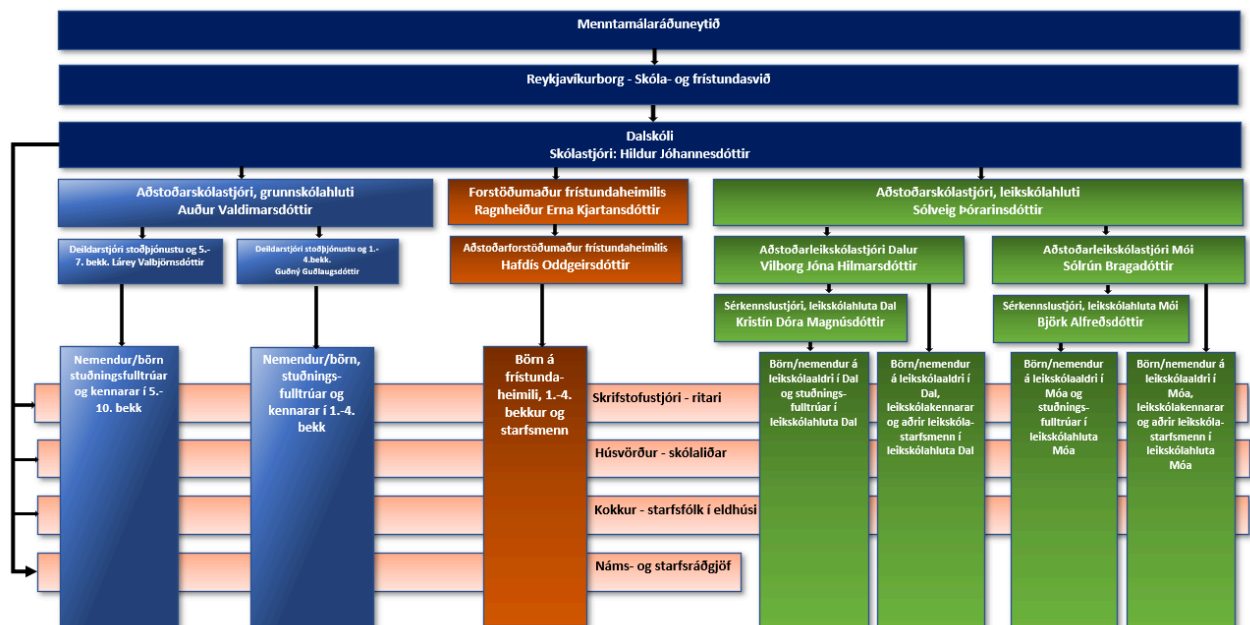 Menntamálaráðuneytið
Reykjavíkurborg - Skóla- og frístundasvið
Dalskóli
Skólastjóri: Hildur Jóhannesdóttir
Aðstoðarskólastjóri, grunnskólahluti
Auður Valdimarsdóttir
Forstöðumaður frístundaheimilis
Ragnheiður Erna Kjartansdóttir
Aðstoðarskólastjóri, leikskólahluti
Sólveig Þórarinsdóttir
Deildarstjóri stoðþjónustu og 5.-
7. bekk. Lárey Valbjörnsdóttir
Deildarstjóri stoðþjónustu og 1.-
4.bekk.
Guðný Guðlaugsdóttir
Aðstoðarforstöðumaður frístundaheimilis
Hafdís Oddgeirsdóttir
Aðstoðarleikskólastjóri Dalur
Vilborg Jóna Hilmarsdóttir
Aðstoðarleikskólastjóri Mói
Sólrún Bragadóttir
Sérkennslustjóri, leikskólahluta Dal
Kristín Dóra Magnúsdóttir
Sérkennslustjóri, leikskólahluta Mói
Björk Alfreðsdóttir
Nemendur/börn
stuðningsfulltrúar
og kennarar í 5.-
10. bekk
Nemendur/börn,
stuðnings-
fulltrúar og
kennarar í 1.-4.
bekk
Börn á
frístunda-
heimili, 1.-4.
bekkur og
starfsmenn
Börn/nemendur á
leikskólaaldri í Dal
og stuðnings-
fulltrúar í
leikskólahluta Dal
Börn/nemendur
á leikskólaaldri í
Dal,
leikskólakennarar
og aðrir leikskóla-
starfsmenn í
leikskólahluta Dal
Börn/nemendur
á leikskólaaldri í
Móa og
stuðnings-
fulltrúar í
leikskólahluta
Móa
Börn/nemendur
á leikskólaaldri í
Móa,
leikskólakennarar
og aðrir leikskóla-
starfsmenn í
leikskólahluta
Móa
Skrifstofustjóri - ritari
Húsvörður - skólaliðar
Kokkur - starfsfólk í eldhúsi
Náms- og starfsráðgjöf